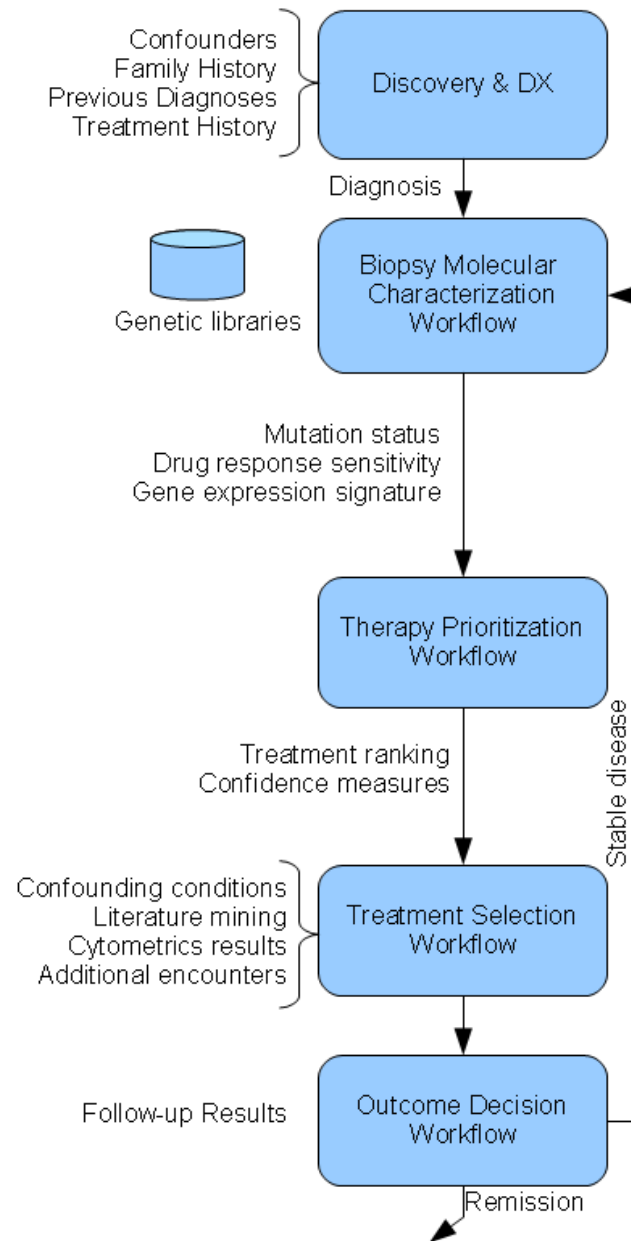 Confounders
Family History
Previous Diagnoses
Treatment History
Discovery & DX
Diagnosis
Biopsy Molecular
Characterization
Workflow
Genetic libraries
Mutation status
Drug response sensitivity
Gene expression signature
Therapy Prioritization
Workflow
Treatment ranking
Confidence measures
Stable disease
Confounding conditions
Literature mining
Cytometrics results
Additional encounters
Treatment Selection
Workflow
Follow-up Results
Outcome Decision
Workflow
Remission